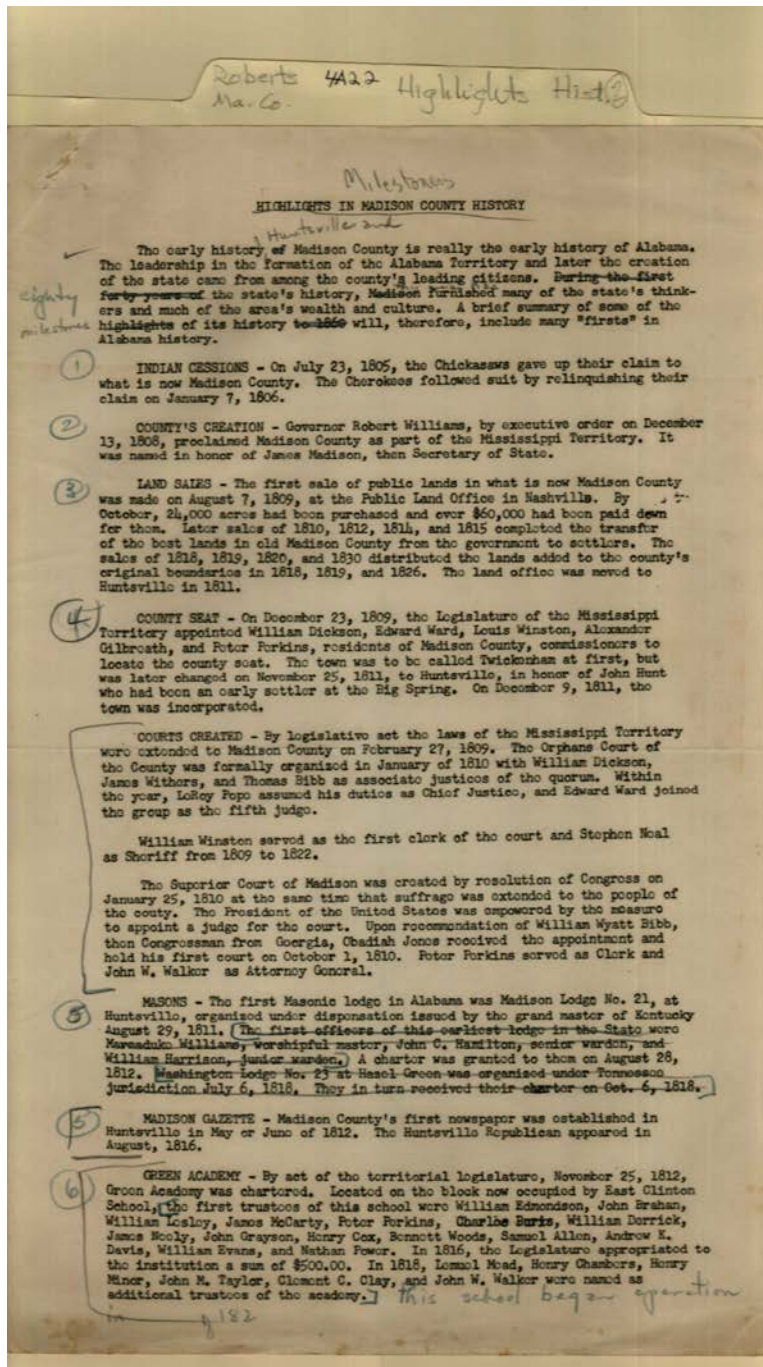 Roberts 4A22 Highlights Hist. 2
Ma. Co.
Milestones
HIGHLIGHTS IN MADISON COUNTY HISTORY
Huntsville and
The early history of Madison County is really the early history of Alabama.
The leadership in the formation of the Alabama Territory and later the creation
of the state came from among the county's leading citizens. During the first
forty years of the state's history, Madison furnished many of the state's think-
ers and much of the area's wealth and culture. A brief summary of some of the
highlights of its history to 1860 will, therefore, include many "firsts" in
Alabama history.
eighty
milestones
1
INDIAN CESSIONS - On July 23, 1805, the Chickasaws gave up their claim to
what is now Madison County. The Cherokees followed suit by relinquishing their
claim on January 7, 1806.
2
COUNTY'S CREATION - Governor Robert Williams, by executive order on December
13, 1808, proclaimed Madison County as part of the Mississippi Territory. It
was named in honor of James Madison, then Secretary of State.
3
LAND SALES - The first sale of public lands in what is now Madison County
was made on August 7, 1809, at the Public Land Office in Nashville. By
October, 24,000 acres had been purchased and over $60,000 had been paid down
for them. Later sales of 1810, 1812, 1814, and 1815 completed the transfer
of the best lands in old Madison County from the government to settlers. The
sales of 1818, 1819, 1820, and 1830 distributed the lands added to the county's
original boundaries in 1818, 1819, and 1826. The land office was moved to
Huntsville in 1811.
4
COUNTY SEAT - On December 23, 1809, the Legislature of the Mississippi
Territory appointed William Dickson, Edward Ward, Louis Winston, Alexander
Gilbreath, and Peter Perkins, residents of Madison County, commissioners to
locate the county seat. The town was to be called Twickenham at first, but
was later changed on November 25, 1811, to Huntsville, in honor of John Hunt
who had been an early settler at the Big Spring. On December 9, 1811, the
town was incorporated.
COURTS CREATED - By legislative act the laws of the Mississippi Territory
were extended to Madison County on February 27, 1809. The Orphans Court of
the County was formally organized in January of 1810 with William Dickson,
James Withers, and Thomas Bibb as associate justices of the quorum. Within
the year, LeRoy Pope assumed his duties as Chief Justice, and Edward Ward joined
the group as the fifth judge.
William Winston served as the first clerk of the court and Stephen Neal
as Sheriff from 1809 to 1822.
The Superior Court of Madison was created by resolution of Congress on
January 25, 1810 at the same time that suffrage was extended to the people of
the couty. The President of the United States was empowered by the measure
to appoint a judge for the court. Upon recommendation of William Wyatt Bibb,
then Congressman from Goergia, Obadiah Jones received the appointment and
held his first court on October 1, 1810. Peter Perkins served as Clerk and
John W. Walker as Attorney General.
5
MASONS - The first Masonic lodge in Alabama was Madison Lodge No. 21, at
Huntsville, organized under dispensation issued by the grand master of Kentucky
August 29, 1811. The first officers of this earliest lodge in the State were
Marmaduke Williams, worshipful master, John C. Hamilton, senior warden, and
William Harrison, junior warden. A charter was granted to them on August 28,
1812. Washington Lodge No. 23 at Hazel Green was organized under Tennessee
jurisdiction July 6, 1818. They in turn received their charter on Oct. 6, 1818.
5
MADISON GAZETTE - Madison County's first newspaper was established in
Huntsville in May or June of 1812. The Huntsville Republican appeared in
August, 1816.
6
GREEN ACADEMY - By act of the territorial legislature, November 25, 1812,
Green Academy was chartered. Located on the block now occupied by East Clinton
School, the first trustees of this school were William Edmondson, John Brahan,
William Lesley, James McCarty, Peter Perkins, Charles Burts, William Derrick,
James Neely, John Grayson, Henry Cox, Bennett Woods, Samuel Allen, Andrew K.
Davis, William Evans, and Nathan Power. In 1816, the Legislature appropriated to
the institution a sum of $500.00. In 1818, Lemuel Mead, Henry Chambers, Henry
Minor, John M. Taylor, Clement C. Clay, and John W. Walker were named as
additional trustees of the academy. this school began operation
in of 182